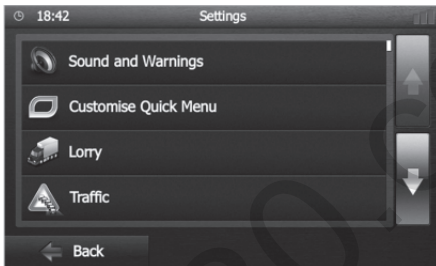 18:42 Settings
Sound and Warnings
Customise Quick Menu
Lorry
Traffic
Back